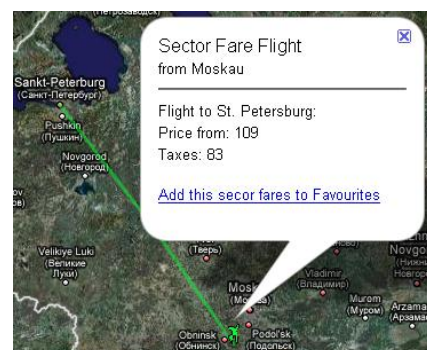 Sector Fare Flight
from Moskau
Flight to St. Petersburg:
Price from: 109
Taxes: 83
Add this secor fares to Favourites
Sankt-Peterburg
(Санкт-Петербург)
Pushkin
(Пушкин)
Novgorod
(Новгород)
Velikiye Luki
(Великие
Луки)
(Тверь)
Vladimir
(Владимир)
Murom
(Муром)
Obninsk
(Обнинск)
Podol'sk
(Подольск)